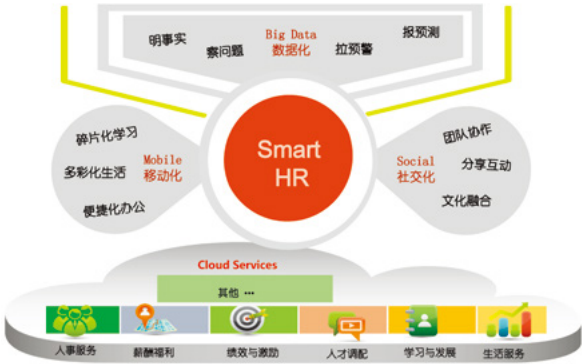 明事实
察问题
Big Data
数据化
拉预警
报预测
碎片化学习
多彩化生活
便捷化办公
Mobile
移动化
Smart
HR
Social
社交化
团队协作
分享互动
文化融合
Cloud Services
其他 …
人事服务
薪酬福利
绩效与激励
人才调配
学习与发展
生活服务